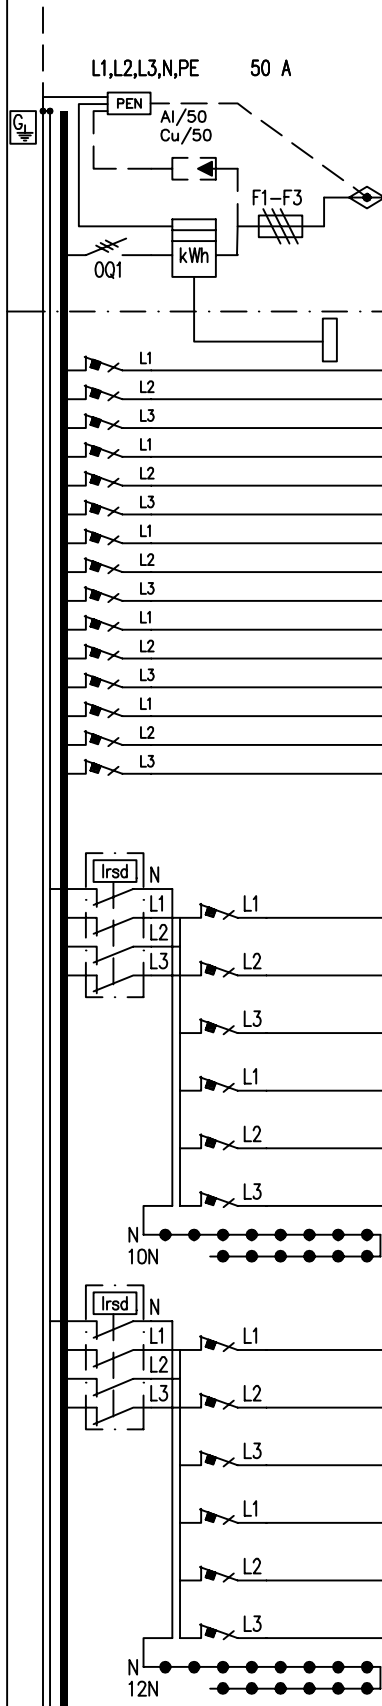 L1,L2,L3,N,PE 50 A
PEN
G
Al/50
Cu/50
F1-F3
kWh
0Q1
L1
L2
L3
L1
L2
L3
L1
L2
L3
L1
L2
L3
L1
L2
L3
Irsd
N
L1
L1
L2
L3
L2
L3
L1
L2
L3
N
10N
Irsd
N
L1
L1
L2
L3
L2
L3
L1
L2
L3
N
12N